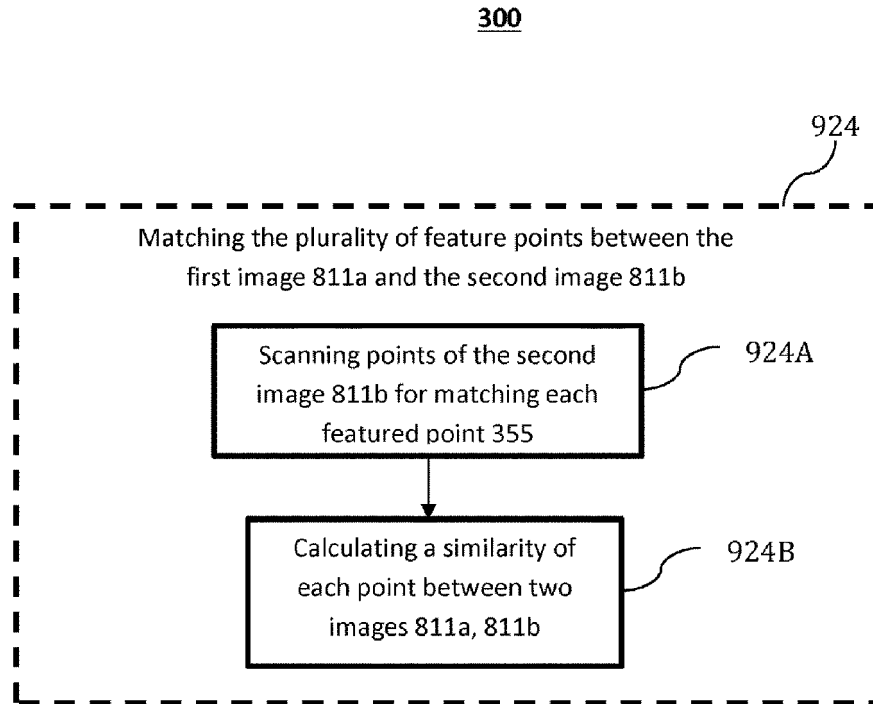 300
924
Matching the plurality of feature points between the
first image 811a and the second image 811b
Scanning points of the second
image 811b for matching each
featured point 355
924A
Calculating a similarity of
each point between two
images 811a, 811b
924B